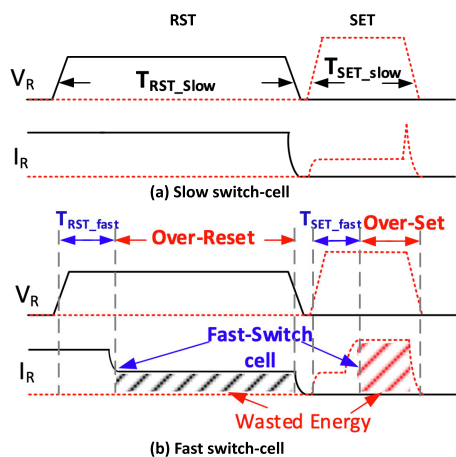 RST SET
V_R T_RST_Slow T_SET_slow
I_R
(a) Slow switch-cell
T_RST_fast Over-Reset T_SET_fast Over-Set
V_R
Fast-Switch
cell
I_R
Wasted Energy
(b) Fast switch-cell